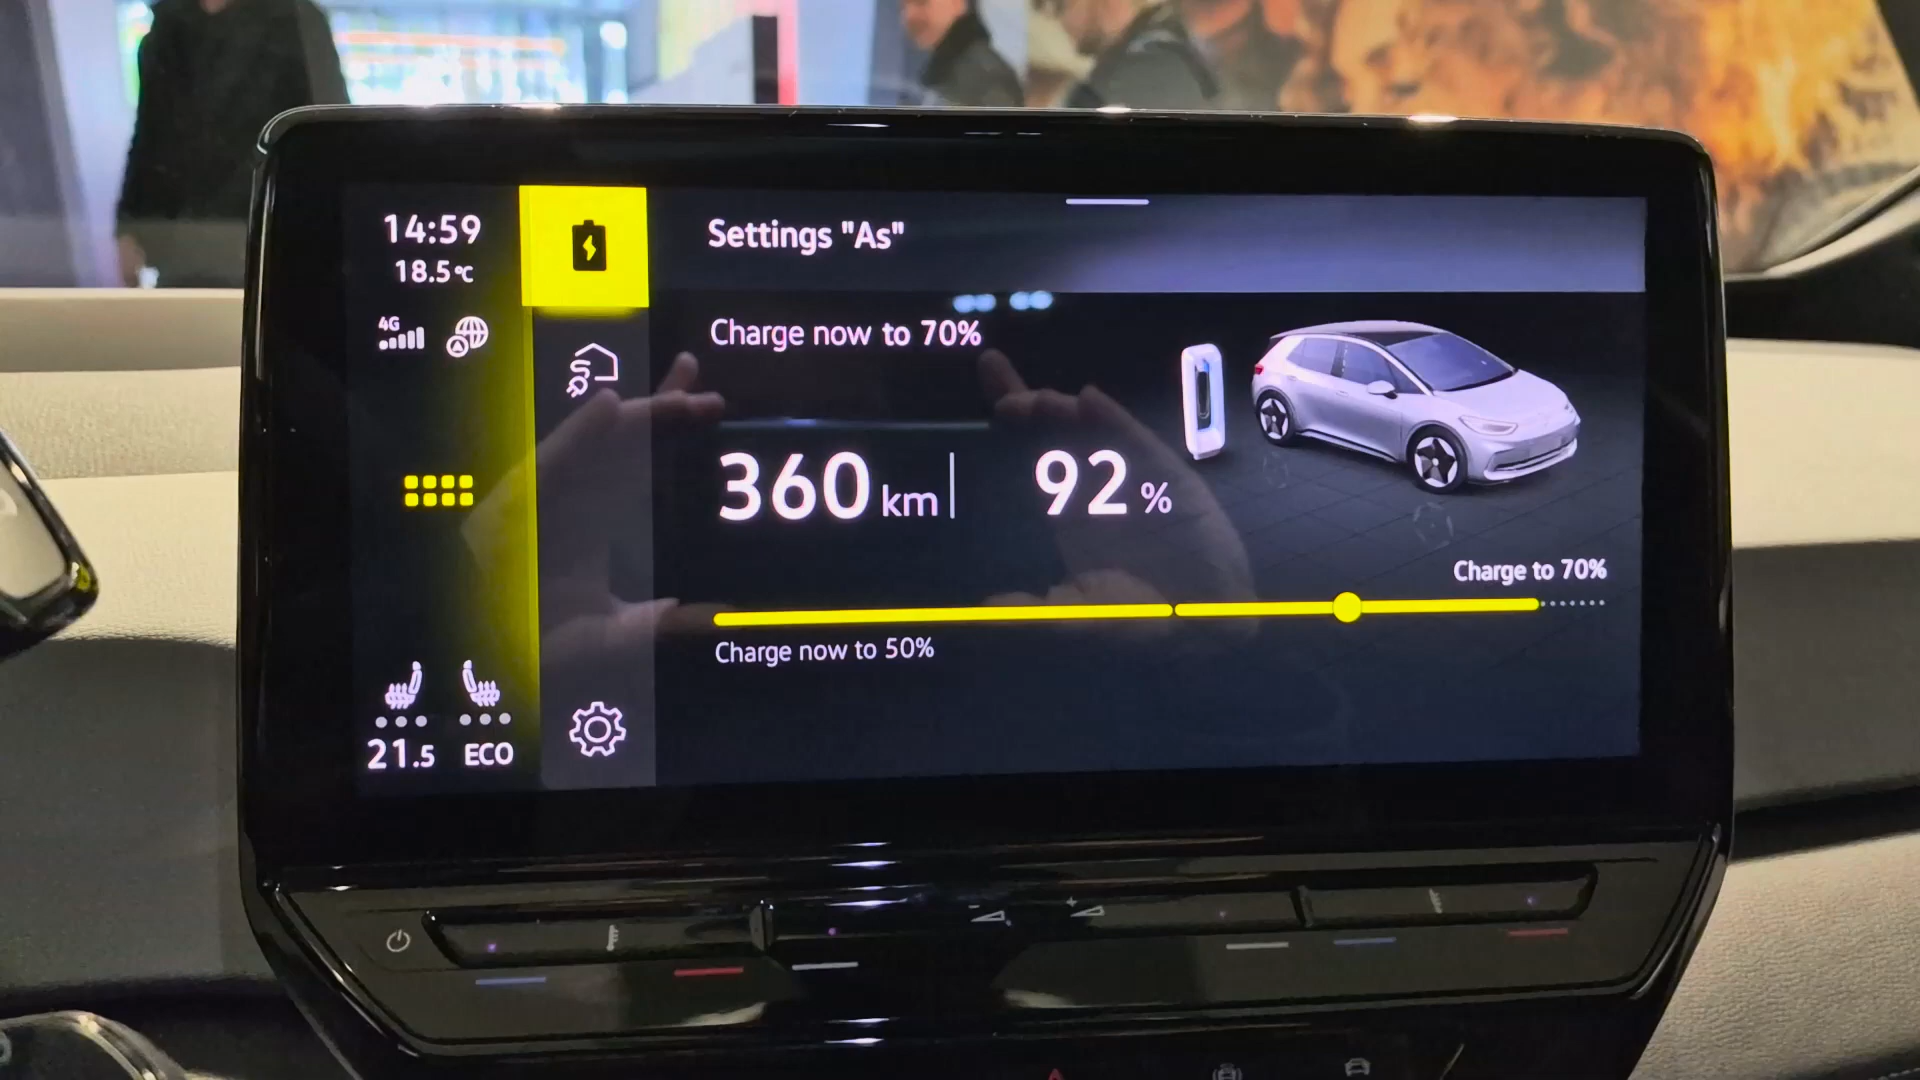 14:59
18.5°C
4G
Settings "As"
Charge now to 70%
360 km
92 %
Charge to 70%
Charge now to 50%
21.5 ECO